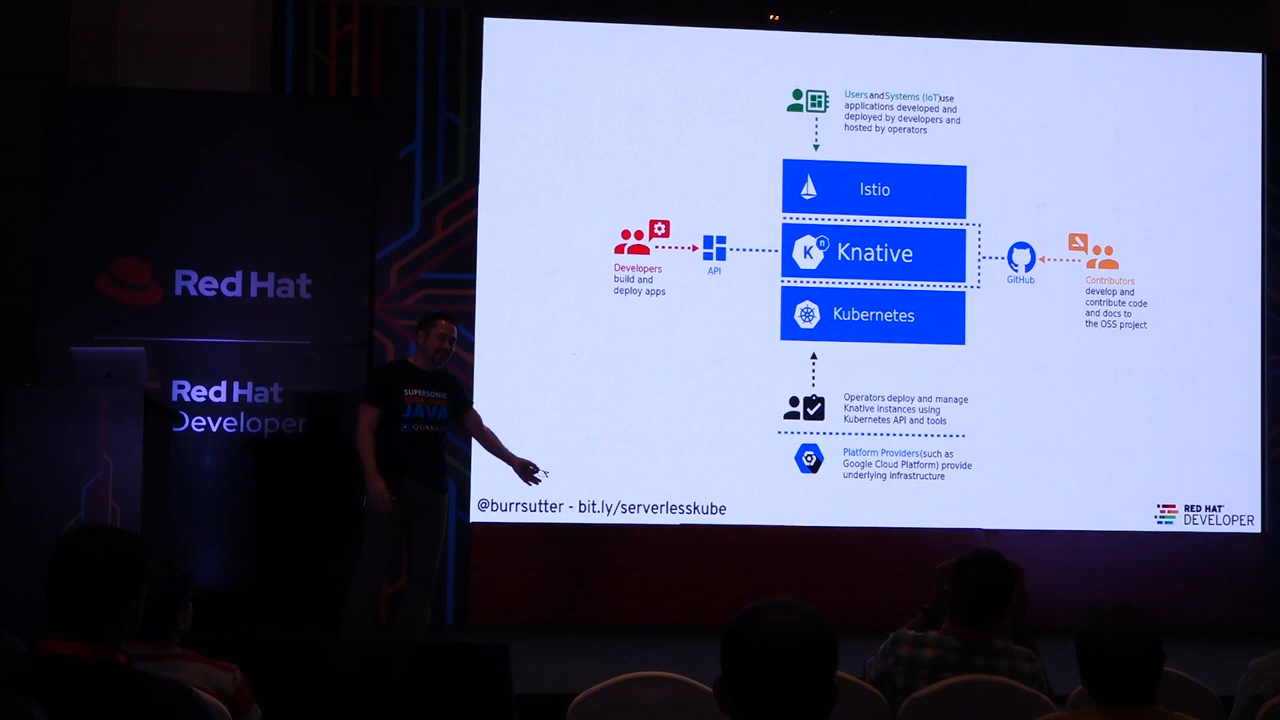 Red Hat
Red Hat
Developer
SUPERSONIC
JAVA
Users and Systems (IoT) use
applications developed and
deployed by developers and
hosted by operators
Istio
Knative
Kubernetes
Developers
build and
deploy apps
API
GitHub
Contributors
develop and
contribute code
and docs to
the OSS project
Operators deploy and manage
Knative instances using
Kubernetes API and tools
Platform Providers (such as
Google Cloud Platform) provide
underlying infrastructure
@burrsutter - bit.ly/serverlesskube
RED HAT
DEVELOPER